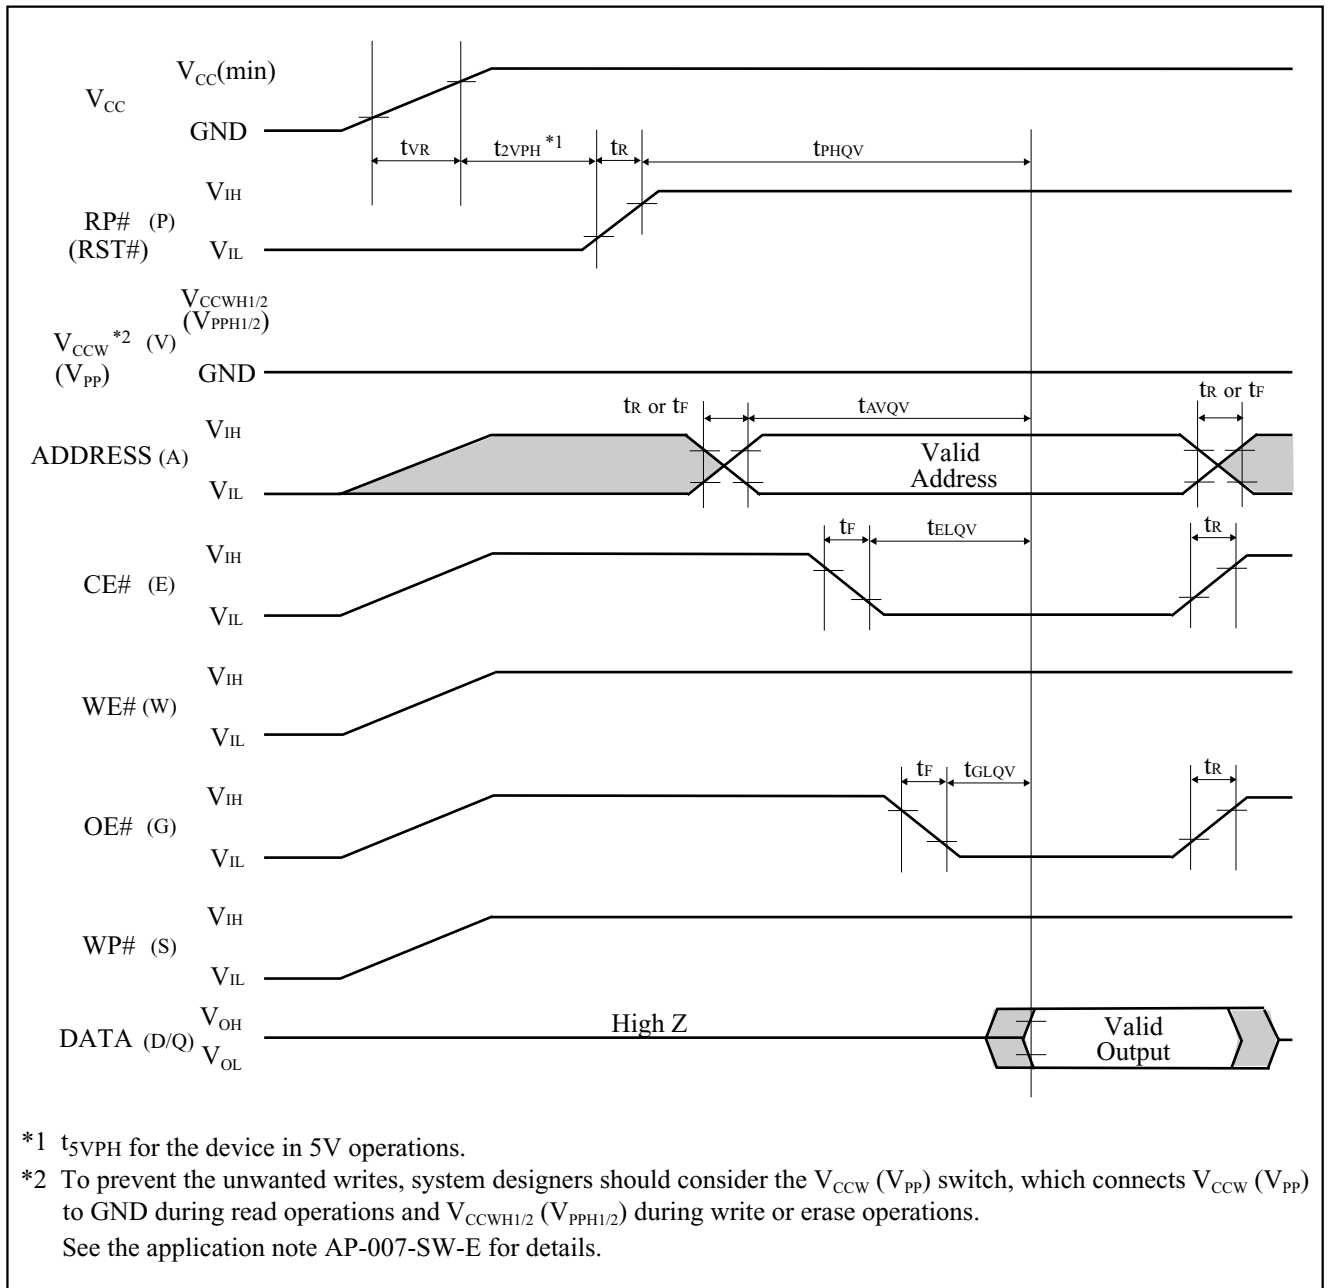 VCC(min)
VCC
GND
tVR
t2VPH *1
tR
tPHQV
VIH
RP# (P)
(RST#)
VIL
VCCWH1/2
(VPPH1/2)
VCCW *2 (V)
(VPP)
GND
tR or tF
tAVQV
tR or tF
VIH
ADDRESS (A)
Valid
Address
VIL
tF
tELQV
tR
VIH
CE# (E)
VIL
VIH
WE# (W)
VIL
tF
tGLQV
tR
VIH
OE# (G)
VIL
VIH
WP# (S)
VIL
VOH
DATA (D/Q)
High Z
Valid
Output
VOL
*1 t5VPH for the device in 5V operations.
*2 To prevent the unwanted writes, system designers should consider the VCCW (VPP) switch, which connects VCCW (VPP)
to GND during read operations and VCCWH1/2 (VPPH1/2) during write or erase operations.
See the application note AP-007-SW-E for details.